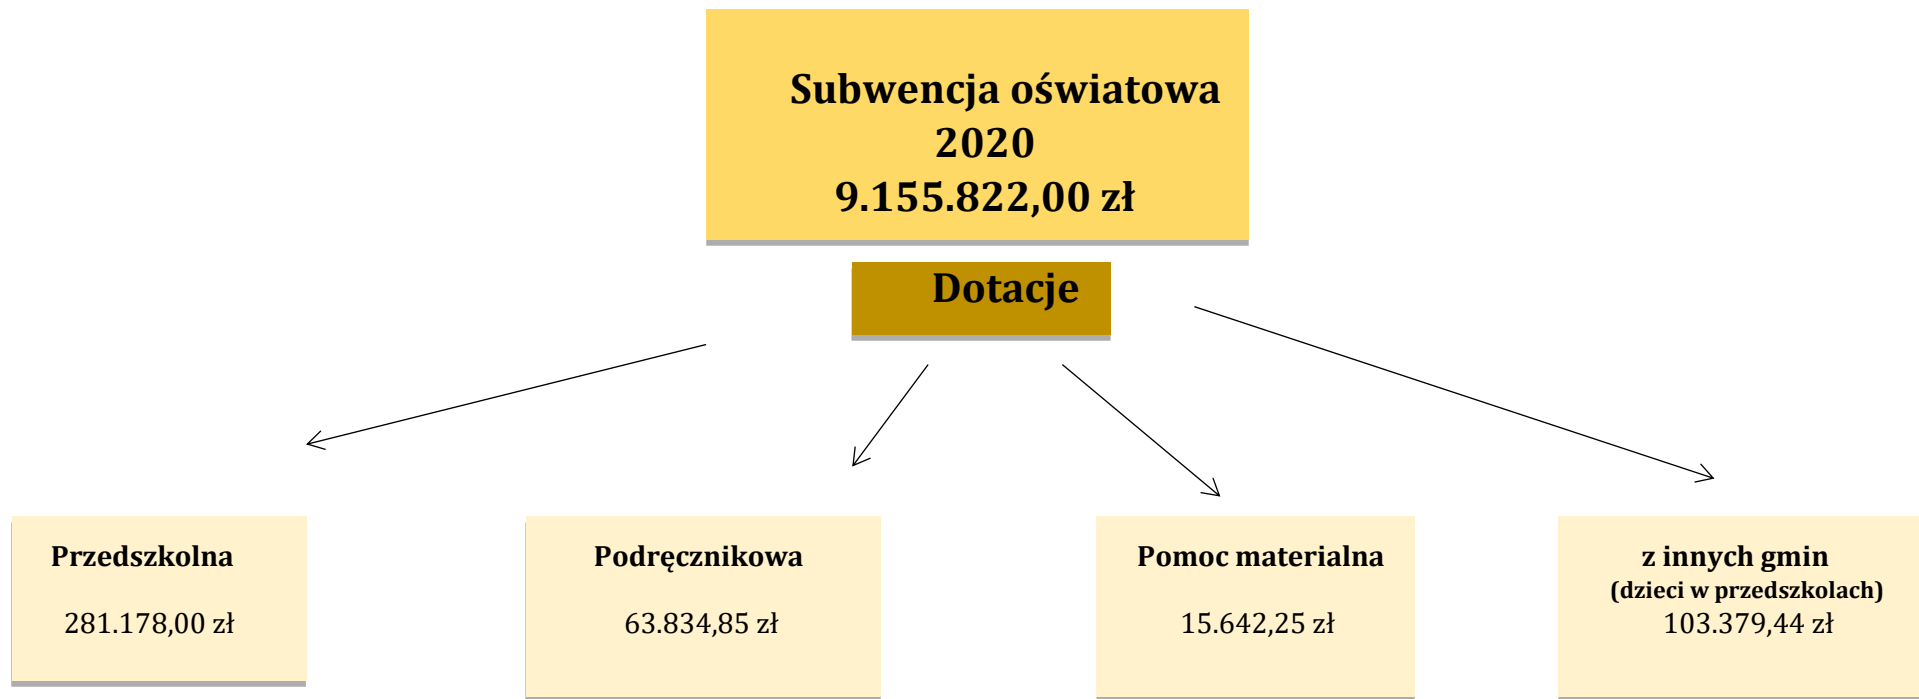 Subwencja oświatowa
2020
9.155.822,00 zł
Dotacje
Przedszkolna
281.178,00 zł
Podręcznikowa
63.834,85 zł
Pomoc materialna
15.642,25 zł
z innych gmin
(dzieci w przedszkolach)
103.379,44 zł